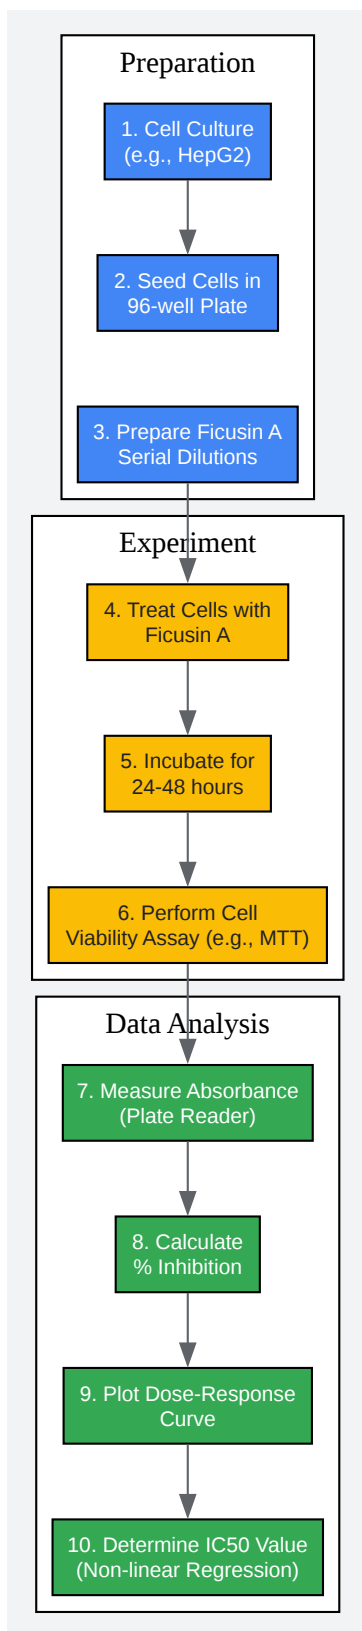 Preparation
1. Cell Culture
(e.g., HepG2)
2. Seed Cells in
96-well Plate
3. Prepare Ficusin A
Serial Dilutions
Experiment
4. Treat Cells with
Ficusin A
5. Incubate for
24-48 hours
6. Perform Cell
Viability Assay (e.g., MTT)
Data Analysis
7. Measure Absorbance
(Plate Reader)
8. Calculate
% Inhibition
9. Plot Dose-Response
Curve
10. Determine IC50 Value
(Non-linear Regression)